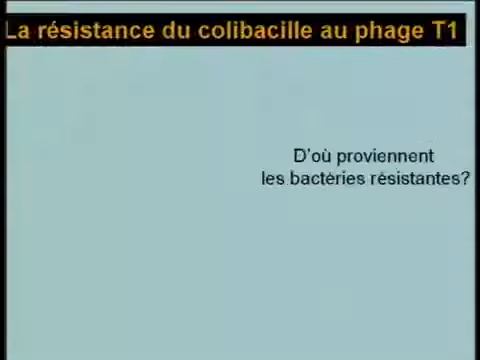 La résistance du colibacille au phage T1
D'où proviennent
les bactéries résistantes?